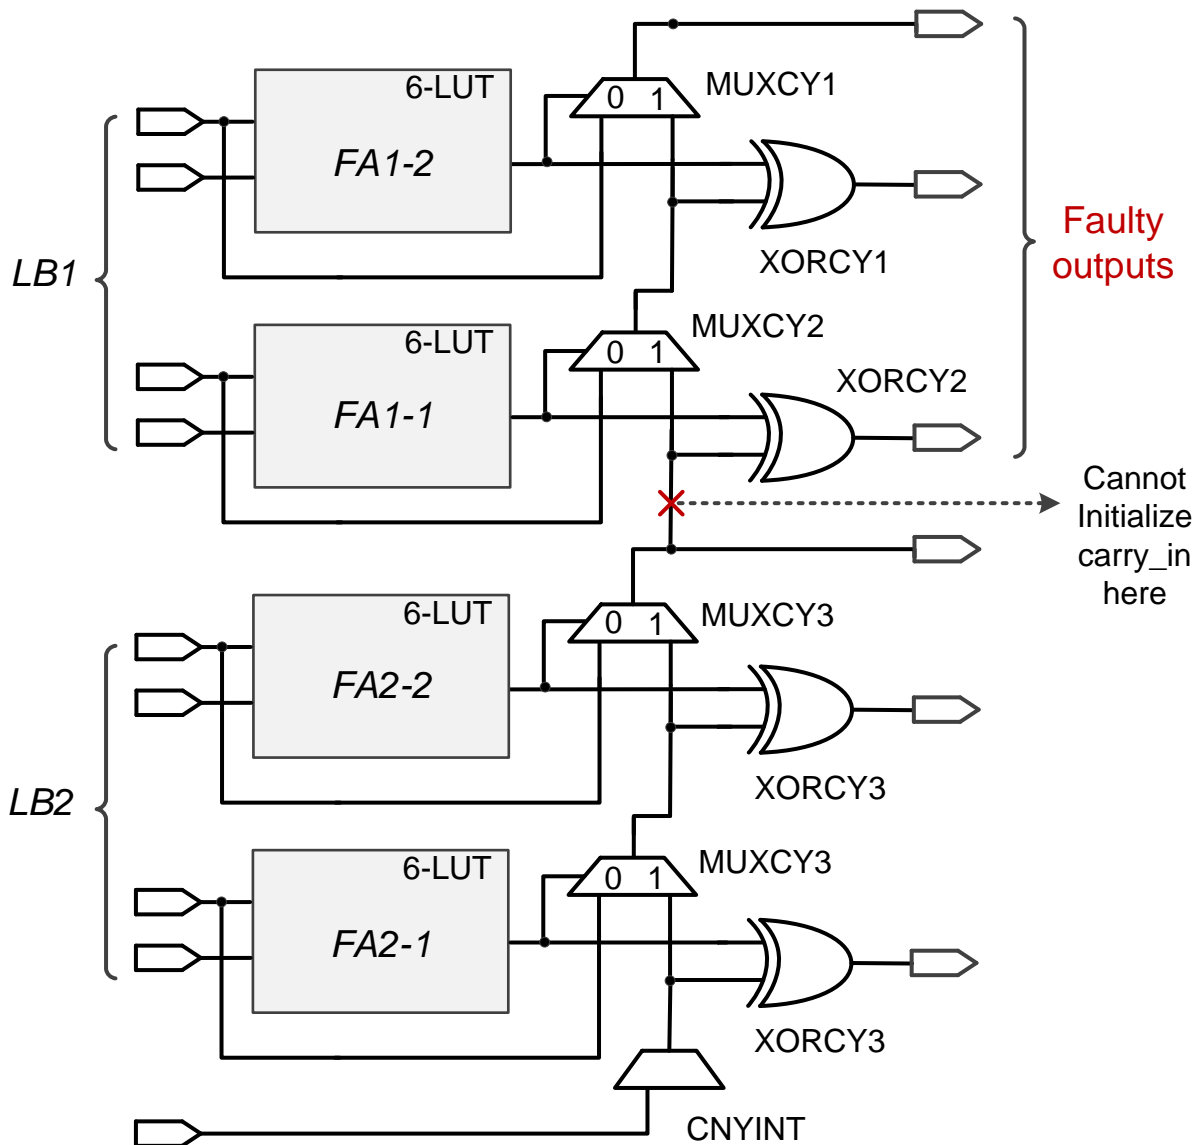 6-LUT
MUXCY1
0 1
FA1-2
Faulty
outputs
XORCY1
LB1
MUXCY2
6-LUT
0 1
XORCY2
FA1-1
Cannot
Initialize
carry_in
here
6-LUT
MUXCY3
0 1
FA2-2
XORCY3
LB2
MUXCY3
6-LUT
0 1
FA2-1
XORCY3
CNYINT